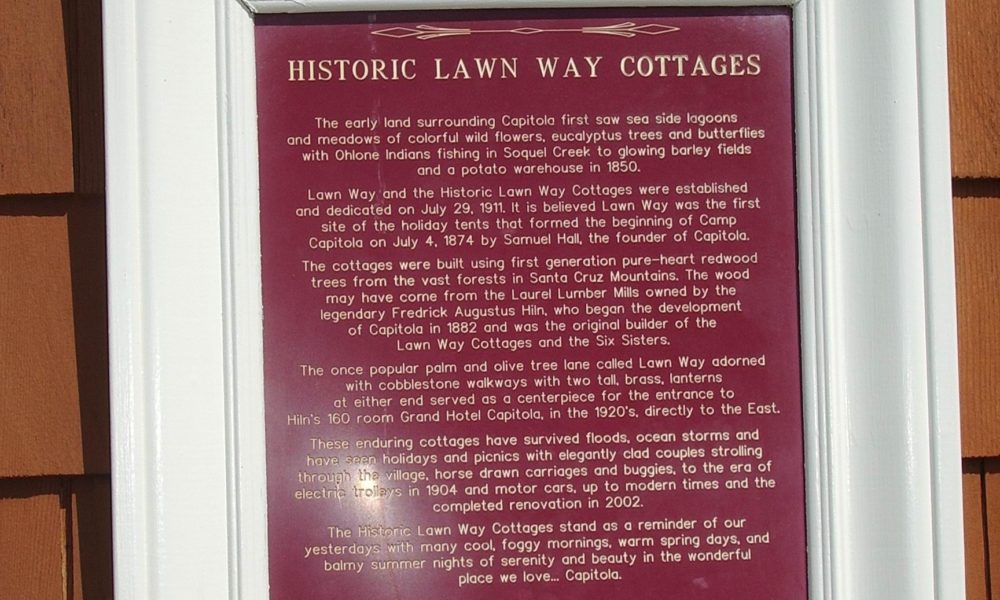 HISTORIC LAWN WAY COTTAGES
The early land surrounding Capitola first saw sea side lagoons
and meadows of colorful wild flowers, eucalyptus trees and butterflies
with Ohlone Indians fishing in Soquel Creek to glowing barley fields
and a potato warehouse in 1850.
Lawn Way and the Historic Lawn Way Cottages were established
and dedicated on July 29, 1911. It is believed Lawn Way was the first
site of the holiday tents that formed the beginning of Camp
Capitola on July 4, 1874 by Samuel Hall, the founder of Capitola.
The cottages were built using first generation pure-heart redwood
trees from the vast forests in Santa Cruz Mountains. The wood
may have come from the Laurel Lumber Mills owned by the
legendary Fredrick Augustus Hiln, who began the development
of Capitola in 1882 and was the original builder of the
Lawn Way Cottages and the Six Sisters.
The once popular palm and olive tree lane called Lawn Way adorned
with cobblestone walkways with two tall, brass, lanterns
at either end served as a centerpiece for the entrance to
Hiln's 160 room Grand Hotel Capitola, in the 1920's, directly to the East.
These enduring cottages have survived floods, ocean storms and
have seen holidays and picnics with elegantly clad couples strolling
through the village, horse drawn carriages and buggies, to the era of
electric trolleys in 1904 and motor cars, up to modern times and the
completed renovation in 2002.
The Historic Lawn Way Cottages stand as a reminder of our
yesterdays with many cool, foggy mornings, warm spring days, and
balmy summer nights of serenity and beauty in the wonderful
place we love... Capitola.